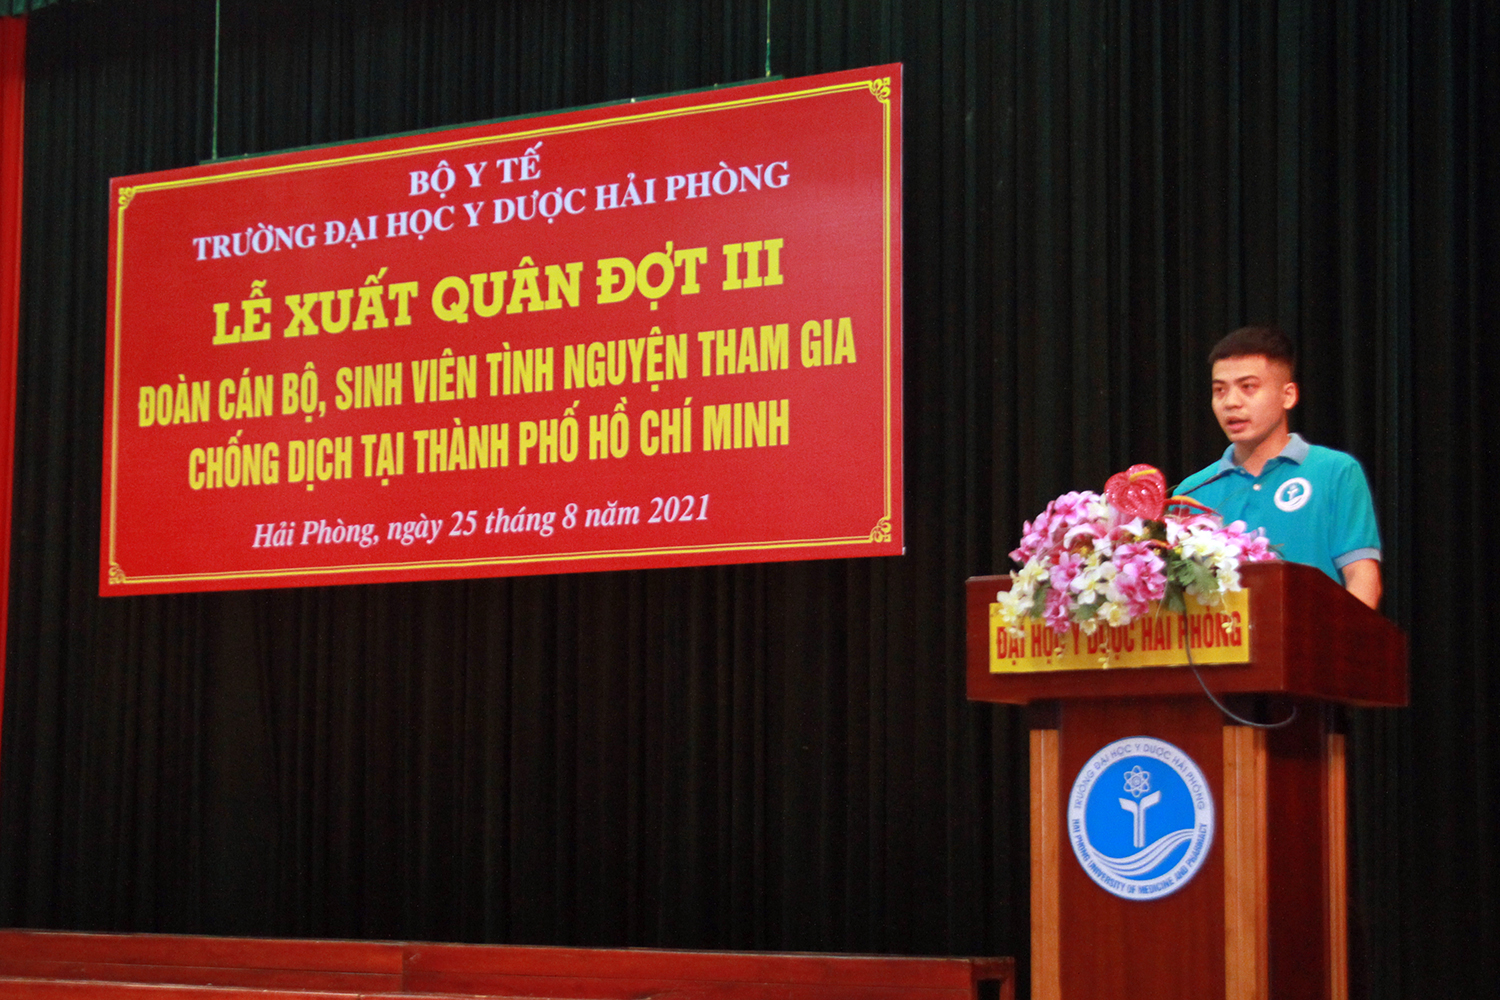 BỘ Y TẾ
TRƯỜNG ĐẠI HỌC Y DƯỢC HẢI PHÒNG
LỄ XUẤT QUÂN ĐỢT III
ĐOÀN CÁN BỘ, SINH VIÊN TÌNH NGUYỆN THAM GIA
CHỐNG DỊCH TẠI THÀNH PHỐ HỒ CHÍ MINH
Hải Phòng, ngày 25 tháng 8 năm 2021
ĐẠI HỌC Y DƯỢC HẢI PHÒNG
TRƯỜNG ĐẠI HỌC Y DƯỢC HẢI PHÒNG
HAI PHONG UNIVERSITY OF MEDICINE AND PHARMACY